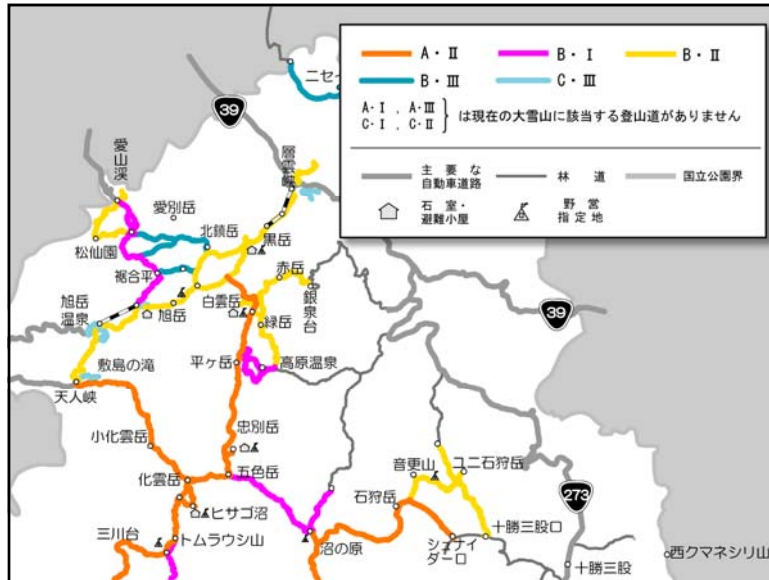 A・Ⅱ
B・Ⅰ
B・Ⅱ
B・Ⅲ
C・Ⅲ
A・Ⅰ ， A・Ⅲ
C・Ⅰ ， C・Ⅱ
は現在の大雪山に該当する登山道がありません
主 要 な
自動車道路
林 道
国立公園界
石 室・
避難小屋
野 営
指定地
ニセイ
39
愛山渓
層雲峡
愛別岳
北鎮岳
松仙園
黒岳
裾合平
赤岳
旭岳
温泉
白雲岳
銀泉台
旭岳
39
緑岳
敷島の滝
平ヶ岳
高原温泉
天人峡
忠別岳
小化雲岳
化雲岳
五色岳
音更山
ユニ石狩岳
石狩岳
273
ヒサゴ沼
十勝三股口
三川台
トムラウシ山
沼の原
シュナイ
ダーロ
十勝三股
西クマネシリ山